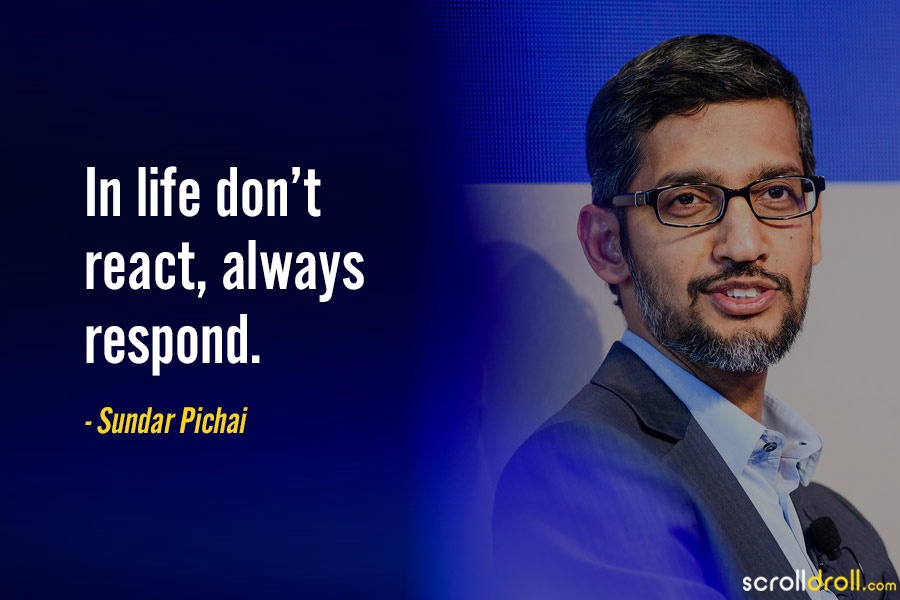 In life don’t
react, always
respond.
- Sundar Pichai
scrolldroll.com